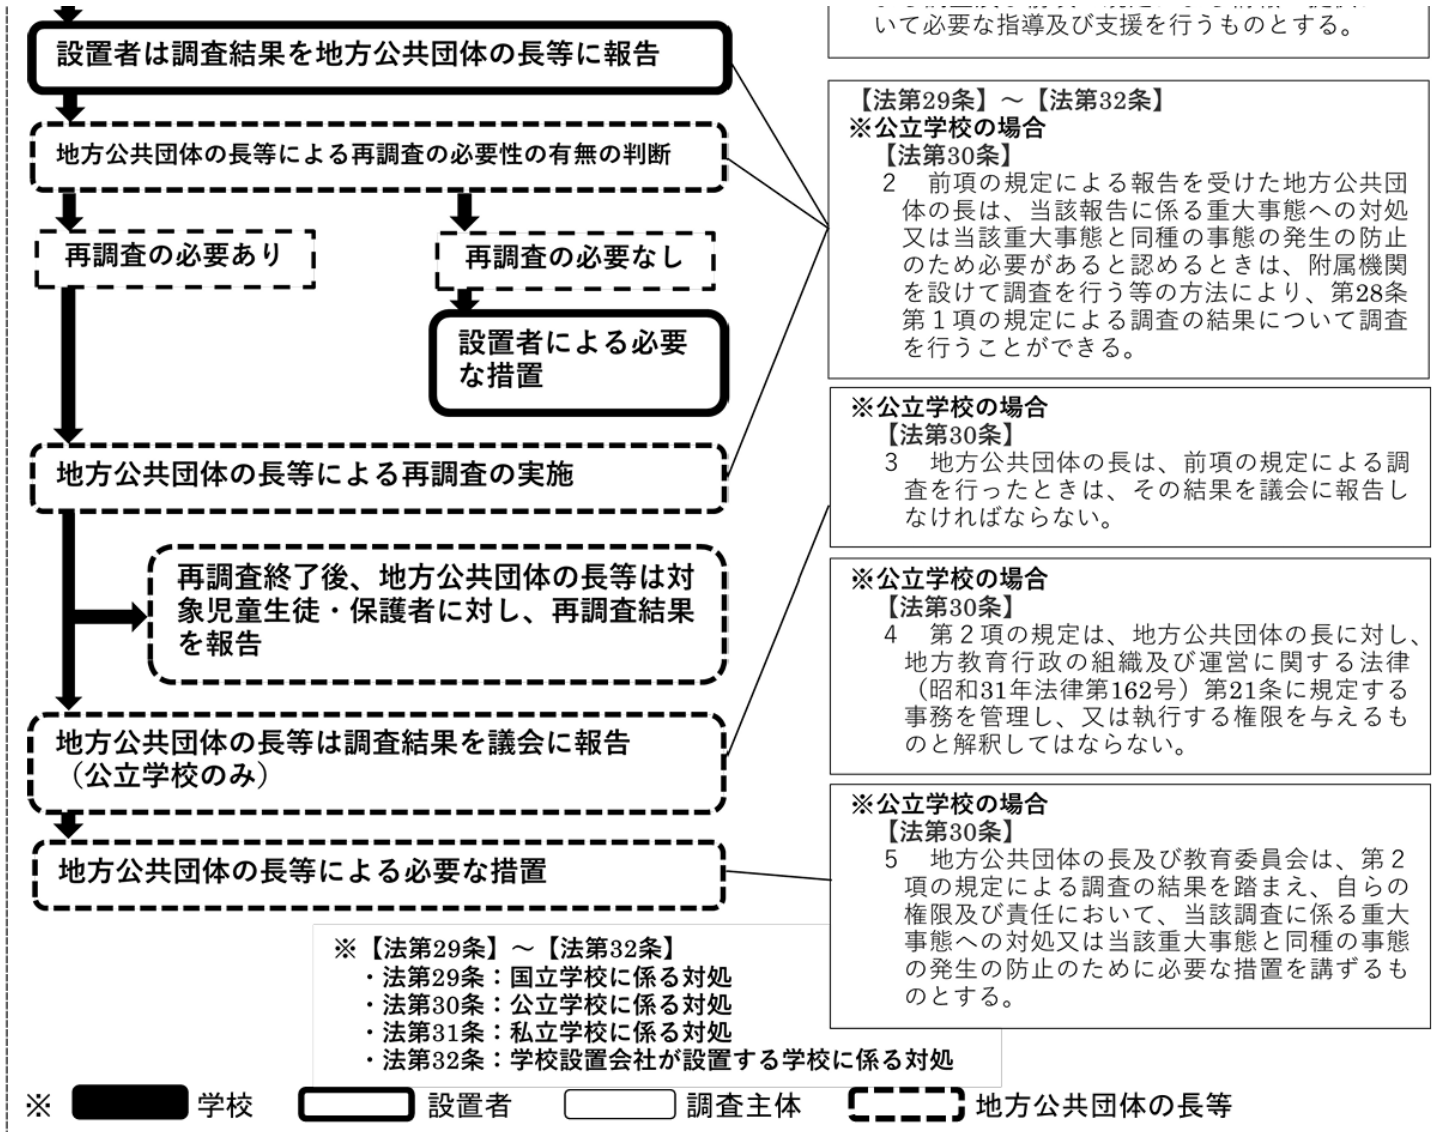 設置者は調査結果を地方公共団体の長等に報告
地方公共団体の長等による再調査の必要性の有無の判断
再調査の必要あり
再調査の必要なし
設置者による必要
な措置
地方公共団体の長等による再調査の実施
再調査終了後、地方公共団体の長等は対
象児童生徒・保護者に対し、再調査結果
を報告
地方公共団体の長等は調査結果を議会に報告
（公立学校のみ）
地方公共団体の長等による必要な措置
いて必要な指導及び支援を行うものとする。
【法第29条】～【法第32条】
※公立学校の場合
【法第30条】
２　前項の規定による報告を受けた地方公共団
体の長は、当該報告に係る重大事態への対処
又は当該重大事態と同種の事態の発生の防止
のため必要があると認めるときは、附属機関
を設けて調査を行う等の方法により、第28条
第１項の規定による調査の結果について調査
を行うことができる。
※公立学校の場合
【法第30条】
３　地方公共団体の長は、前項の規定による調
査を行ったときは、その結果を議会に報告し
なければならない。
※公立学校の場合
【法第30条】
４　第２項の規定は、地方公共団体の長に対し、
地方教育行政の組織及び運営に関する法律
（昭和31年法律第162号）第21条に規定する
事務を管理し、又は執行する権限を与えるも
のと解釈してはならない。
※公立学校の場合
【法第30条】
５　地方公共団体の長及び教育委員会は、第２
項の規定による調査の結果を踏まえ、自らの
権限及び責任において、当該調査に係る重大
事態への対処又は当該重大事態と同種の事態
の発生の防止のために必要な措置を講ずるも
のとする。
※【法第29条】～【法第32条】
・法第29条：国立学校に係る対処
・法第30条：公立学校に係る対処
・法第31条：私立学校に係る対処
・法第32条：学校設置会社が設置する学校に係る対処
※ 学校 設置者 調査主体 地方公共団体の長等